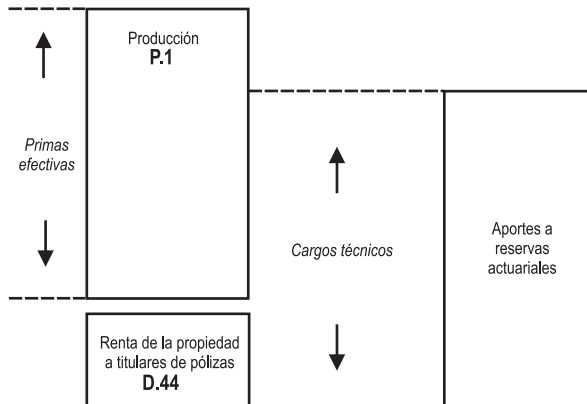 Producción
P.1
Primas
efectivas
Cargos técnicos
Aportes a
reservas
actuariales
Renta de la propiedad
a titulares de pólizas
D.44